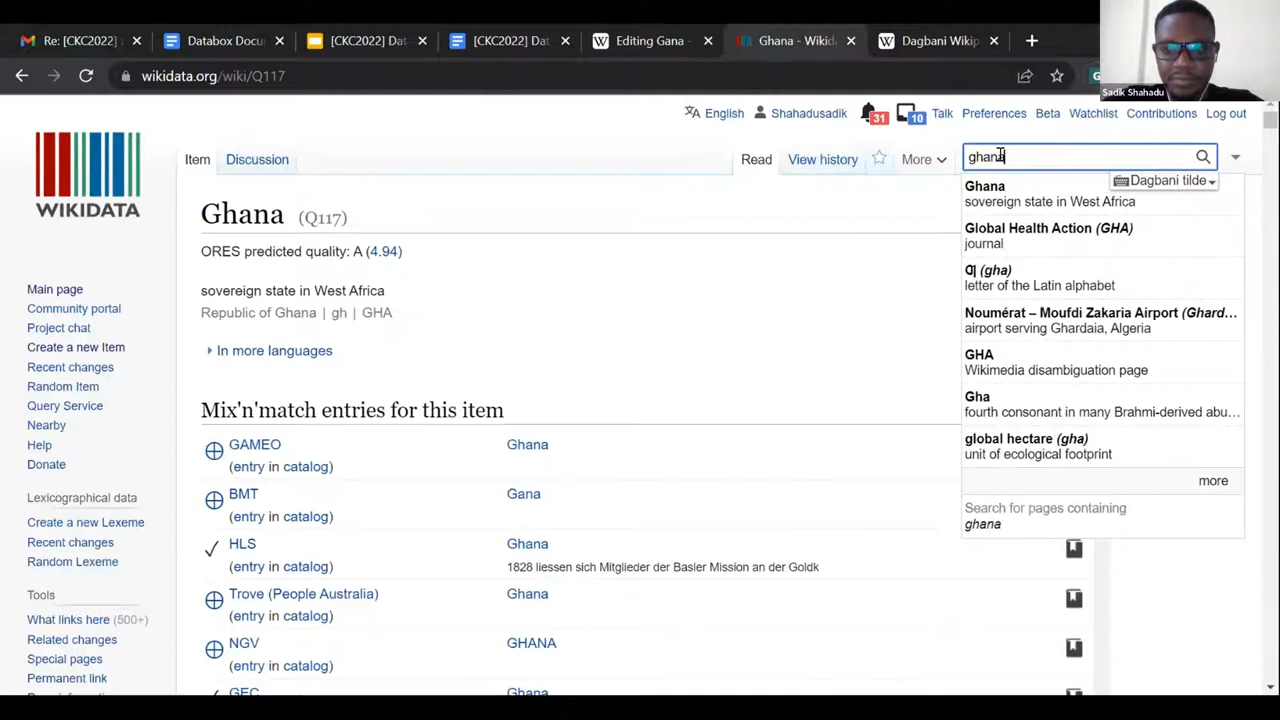 Re: [CKC2022]
Databox Docu
[CKC2022] Dat
[CKC2022] Dat
Editing Gana -
Ghana - Wikid
Dagbani Wikip
wikidata.org/wiki/Q117
Sadik Shahadu
English
Shahadusadik
31
10
Talk
Preferences
Beta
Watchlist
Contributions
Log out
WIKIDATA
Item
Discussion
Read
View history
More
ghana
Dagbani tilde
Ghana
sovereign state in West Africa
Global Health Action (GHA)
journal
Ƣ (gha)
letter of the Latin alphabet
Noumérat – Moufdi Zakaria Airport (Ghard...
airport serving Ghardaia, Algeria
GHA
Wikimedia disambiguation page
Gha
fourth consonant in many Brahmi-derived abu...
global hectare (gha)
unit of ecological footprint
more
Search for pages containing
ghana
Main page
Community portal
Project chat
Create a new Item
Recent changes
Random Item
Query Service
Nearby
Help
Donate
Lexicographical data
Create a new Lexeme
Recent changes
Random Lexeme
Tools
What links here (500+)
Related changes
Special pages
Permanent link
Ghana (Q117)
ORES predicted quality: A (4.94)
sovereign state in West Africa
Republic of Ghana | gh | GHA
In more languages
Mix'n'match entries for this item
GAMEO Ghana
(entry in catalog)
BMT Gana
(entry in catalog)
HLS Ghana
(entry in catalog) 1828 liessen sich Mitglieder der Basler Mission an der Goldk
Trove (People Australia) Ghana
(entry in catalog)
NGV GHANA
(entry in catalog)
GEC Ghana